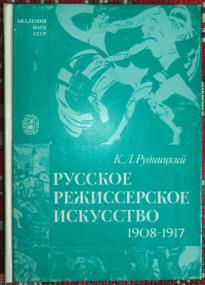 АКАДЕМИЯ
НАУК
СССР
К. Л. Рудницкий
РУССКОЕ
РЕЖИССЕРСКОЕ
ИСКУССТВО
1908-1917